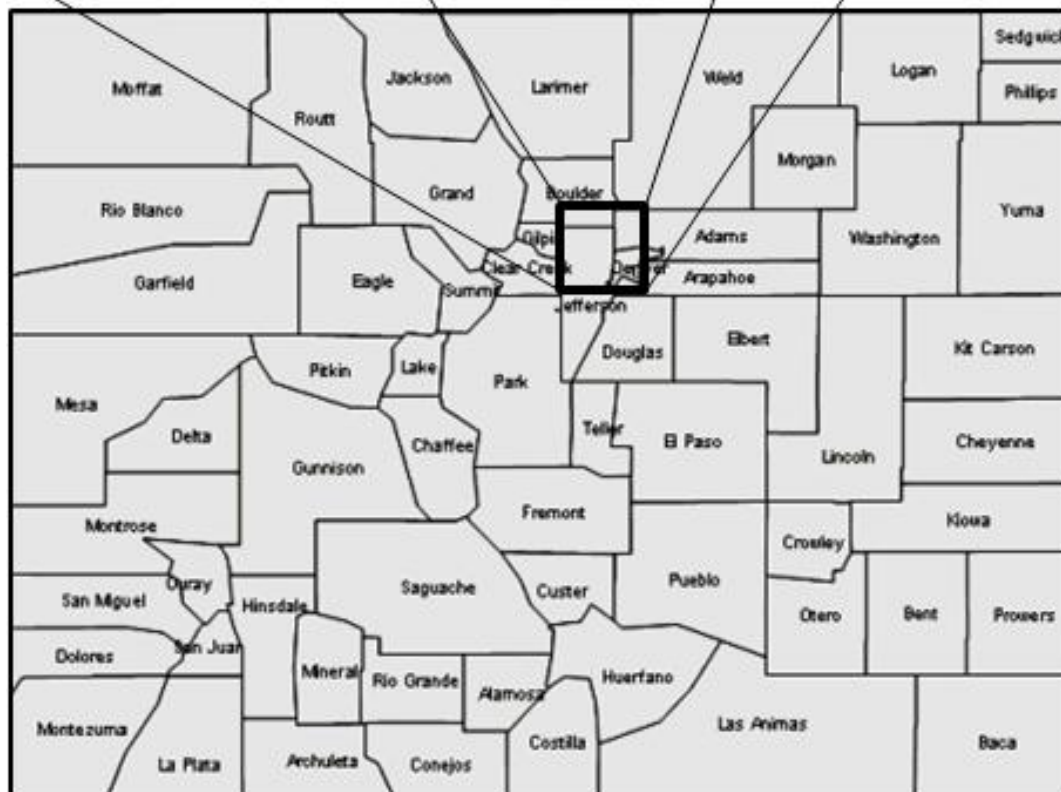 Sedgwick
Moffat
Jackson
Larimer
Weld
Logan
Phillips
Routt
Morgan
Grand
Boulder
Rio Blanco
Yuma
Gilpi
Adams
Washington
Clear Creek
Denver
Garfield
Eagle
Summi
Arapahoe
Jefferson
Elbert
Kit Carson
Douglas
Pitkin
Lake
Park
Mesa
Delta
Chaffee
Teller
El Paso
Cheyenne
Gunnison
Lincoln
Fremont
Montrose
Kiowa
Crowley
Ouray
Saguache
Custer
Pueblo
San Miguel
Hinsdale
Otero
Bent
Prowers
San Juan
Dolores
Mineral
Rio Grande
Alamosa
Huerfano
Montezuma
Las Animas
Costilla
Baca
La Plata
Archuleta
Conejos